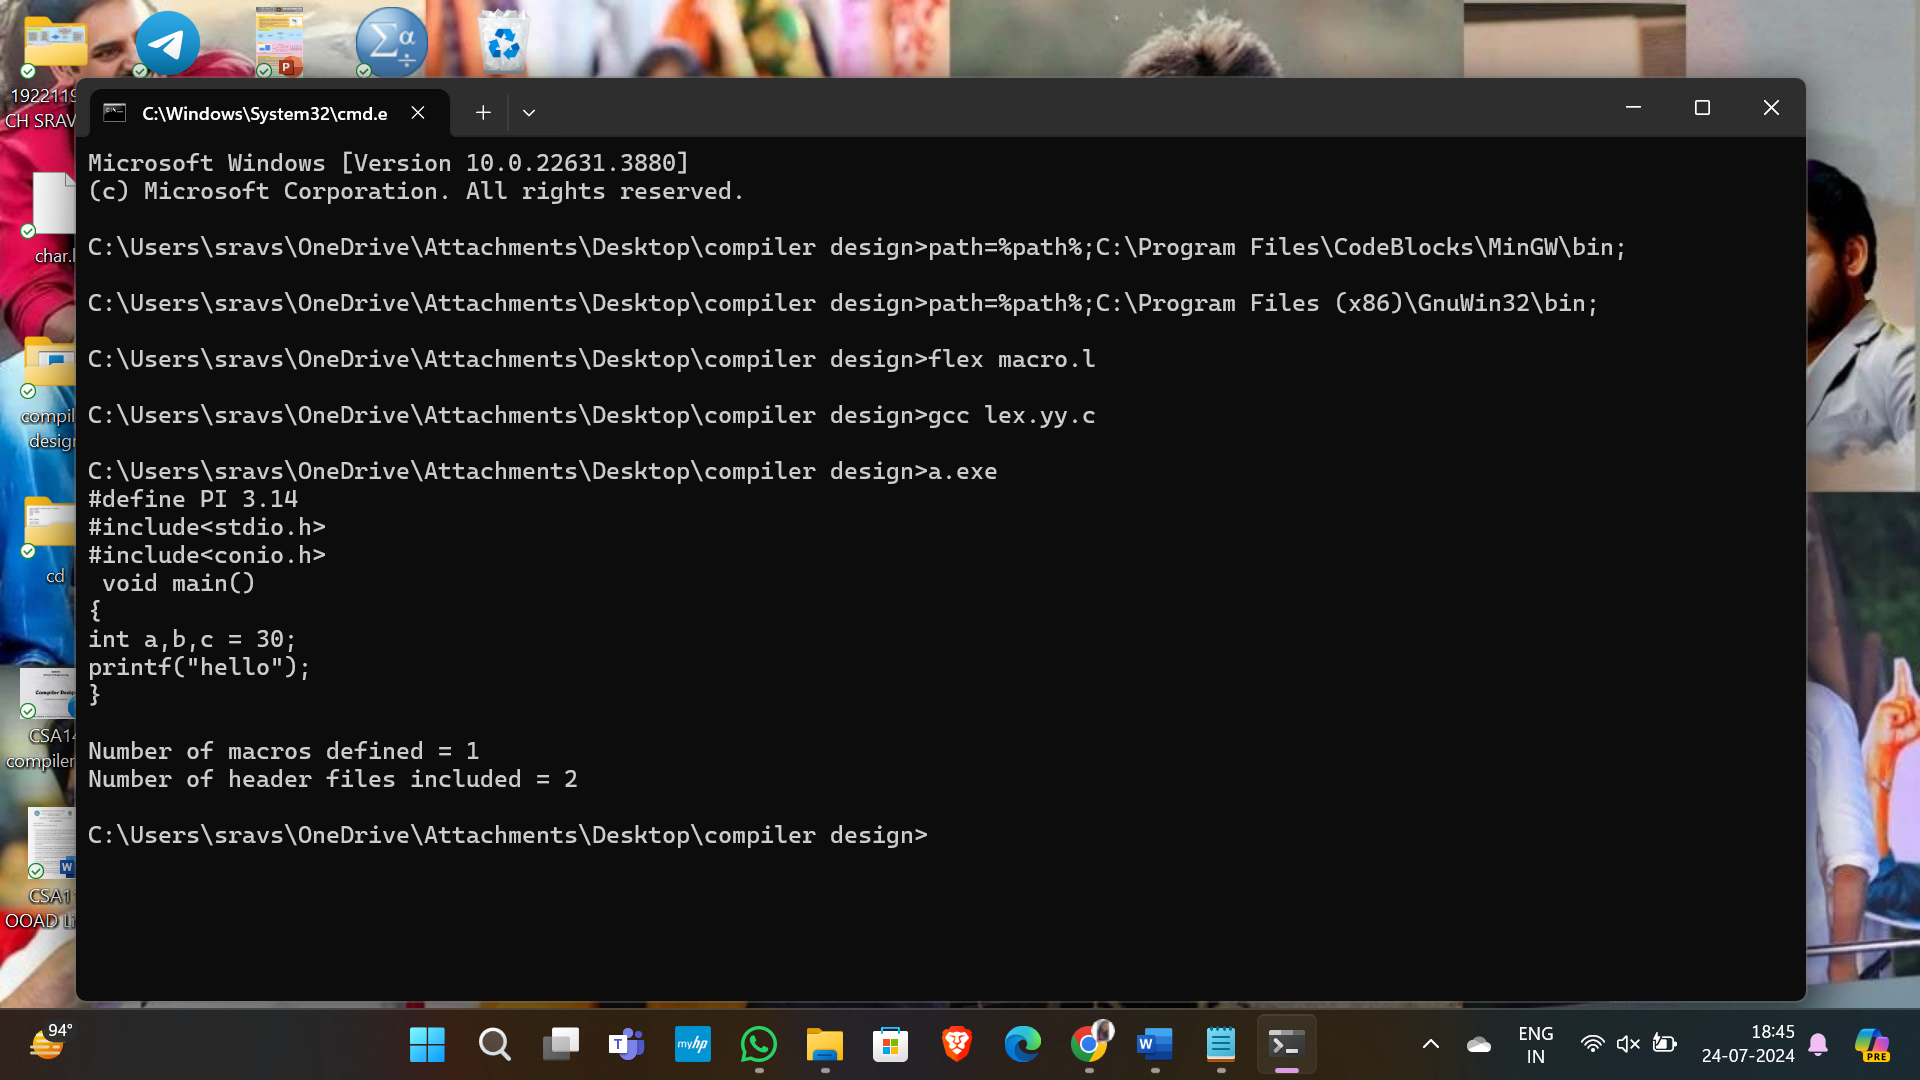 1922119
CH SRAV
char.l
compil
desig
cd
CSA14
compiler
CSA1
OOAD Li
C:\Windows\System32\cmd.e
Microsoft Windows [Version 10.0.22631.3880]
(c) Microsoft Corporation. All rights reserved.
C:\Users\sravs\OneDrive\Attachments\Desktop\compiler design>path=%path%;C:\Program Files\CodeBlocks\MinGW\bin;
C:\Users\sravs\OneDrive\Attachments\Desktop\compiler design>path=%path%;C:\Program Files (x86)\GnuWin32\bin;
C:\Users\sravs\OneDrive\Attachments\Desktop\compiler design>flex macro.l
C:\Users\sravs\OneDrive\Attachments\Desktop\compiler design>gcc lex.yy.c
C:\Users\sravs\OneDrive\Attachments\Desktop\compiler design>a.exe
#define PI 3.14
#include<stdio.h>
#include<conio.h>
 void main()
{
int a,b,c = 30;
printf("hello");
}
Number of macros defined = 1
Number of header files included = 2
C:\Users\sravs\OneDrive\Attachments\Desktop\compiler design>
94°
myhp
ENG
IN
18:45
24-07-2024
PRE